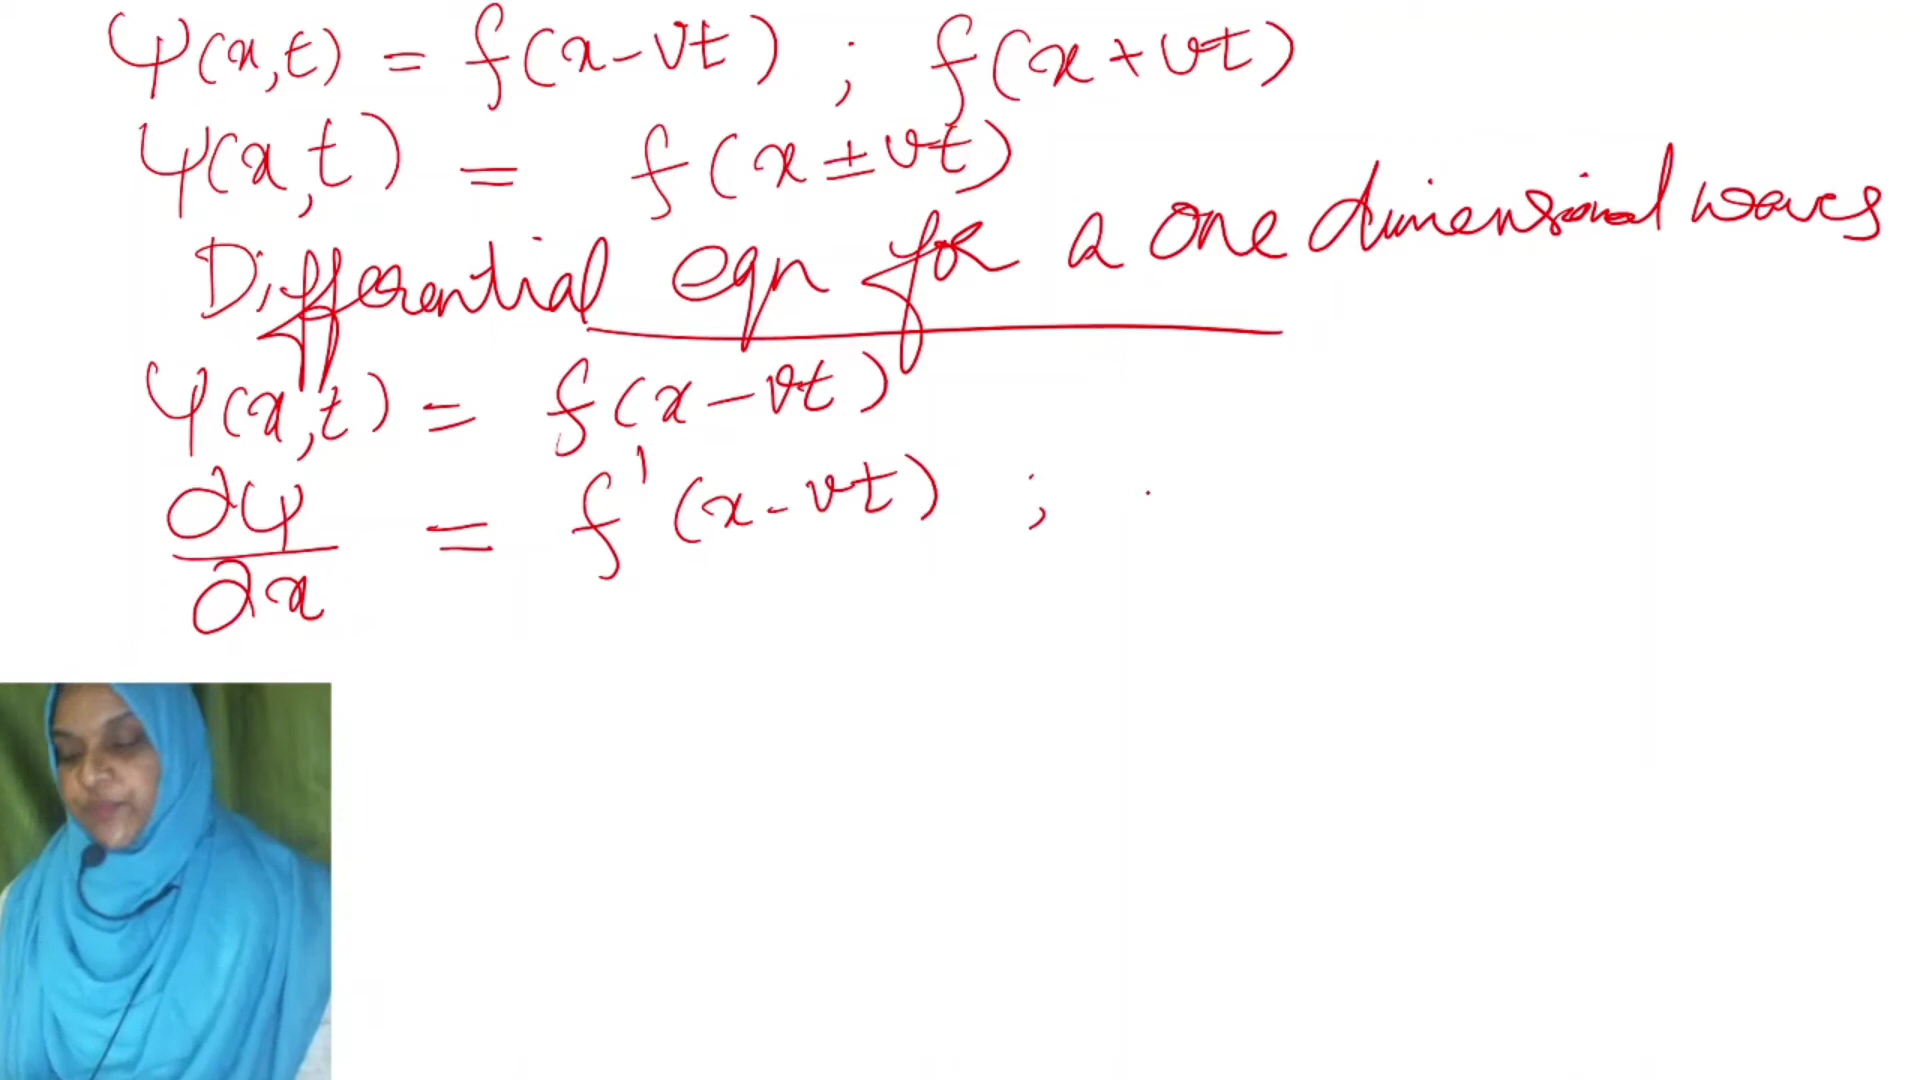 ψ(x,t) = f(x-vt) ; f(x+vt)
ψ(x,t) = f(x±vt)
Differential eqn for a one dimensional waves
ψ(x,t) = f(x-vt)
∂ψ/∂x = f'(x-vt) ;